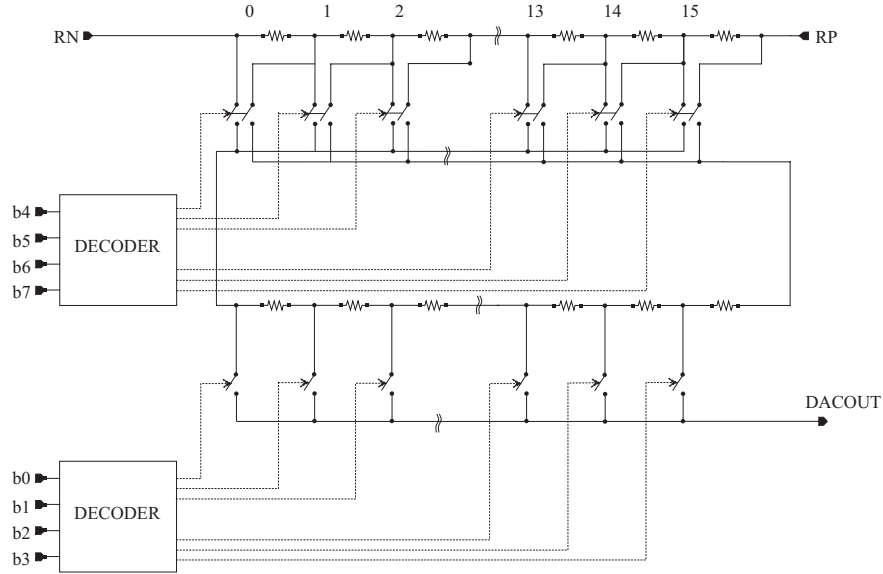 0 1 2 13 14 15
RN RP
b4
b5
DECODER
b6
b7
DACOUT
b0
b1
DECODER
b2
b3